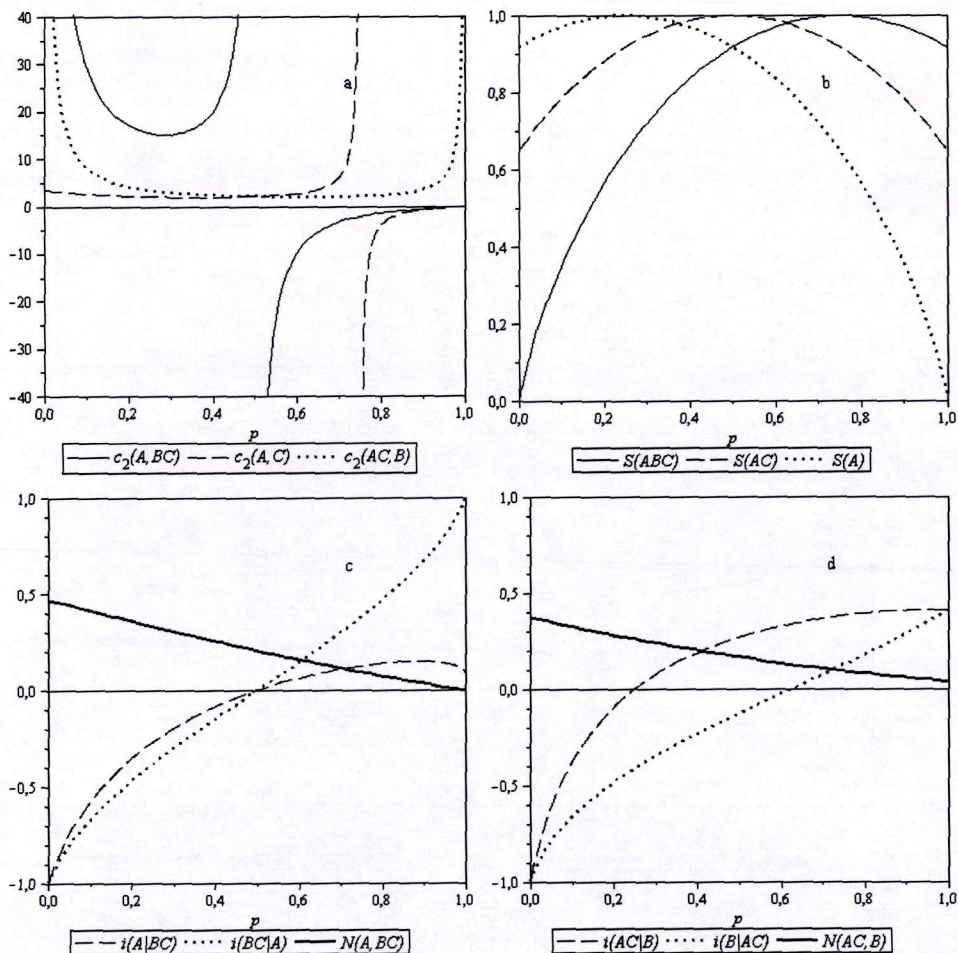 40
30
20
10
0
-10
-20
-30
-40
0,0 0,2 0,4 0,6 0,8 1,0
a
p
c₂(A,BC) c₂(A,C) c₂(AC,B)
1,0
0,8
0,6
0,4
0,2
0,0
0,0 0,2 0,4 0,6 0,8 1,0
b
p
S(ABC) S(AC) S(A)
1,0
0,5
0,0
-0,5
-1,0
0,0 0,2 0,4 0,6 0,8 1,0
c
p
i(A|BC) i(BC|A) N(A,BC)
1,0
0,5
0,0
-0,5
-1,0
0,0 0,2 0,4 0,6 0,8 1,0
d
p
i(AC|B) i(B|AC) N(AC,B)